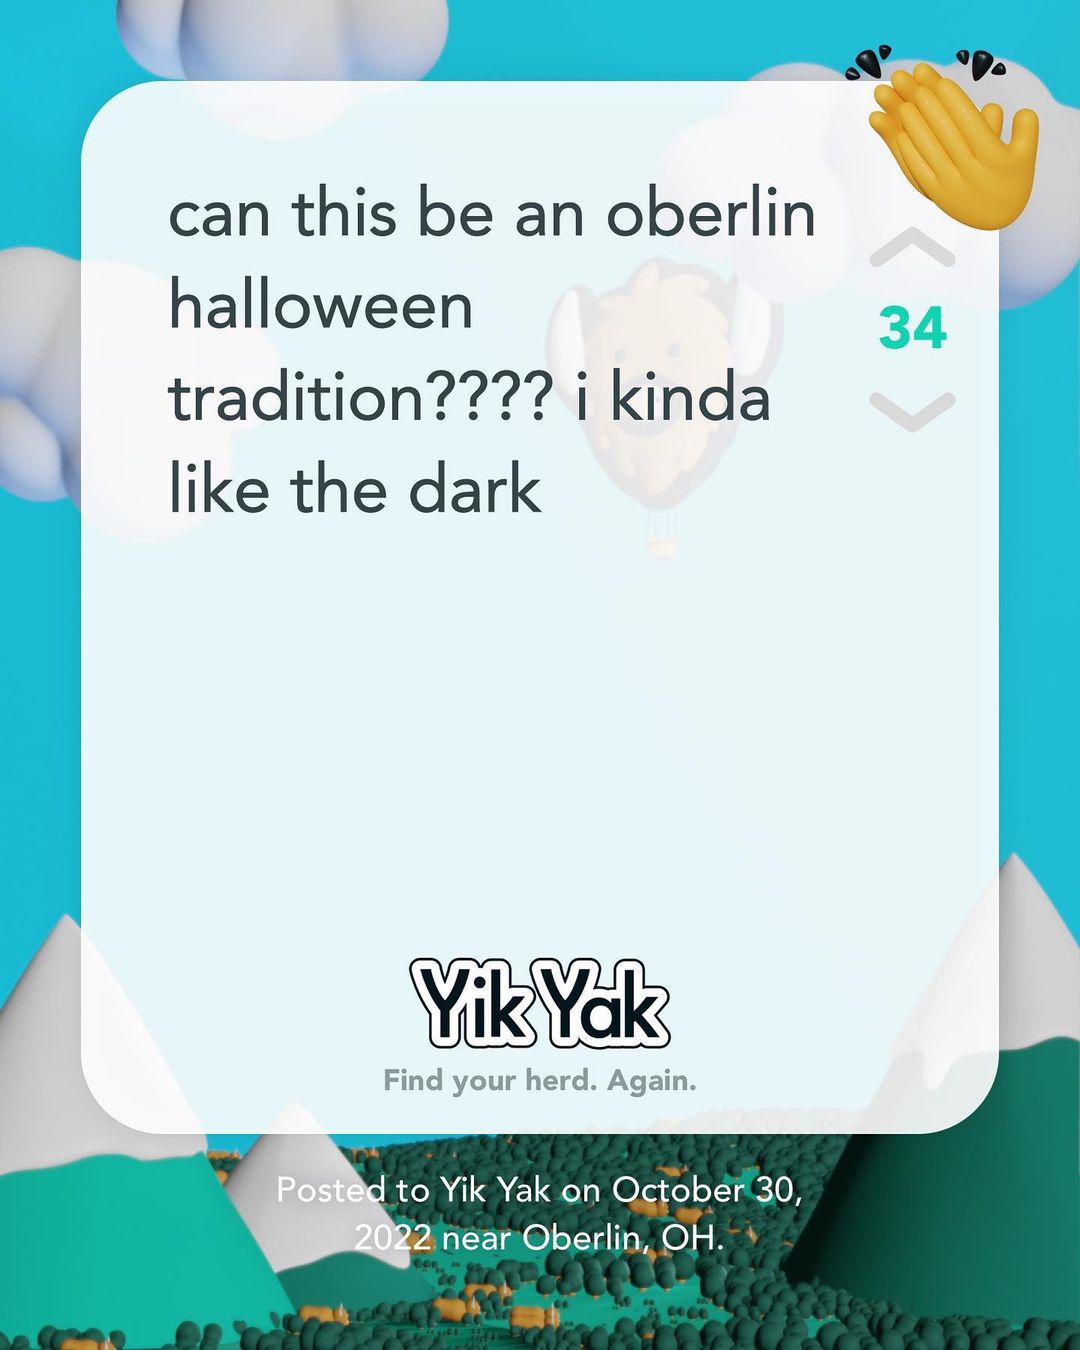 can this be an oberlin
halloween
tradition???? i kinda
like the dark
34
Yik Yak
Find your herd. Again.
Posted to Yik Yak on October 30,
2022 near Oberlin, OH.